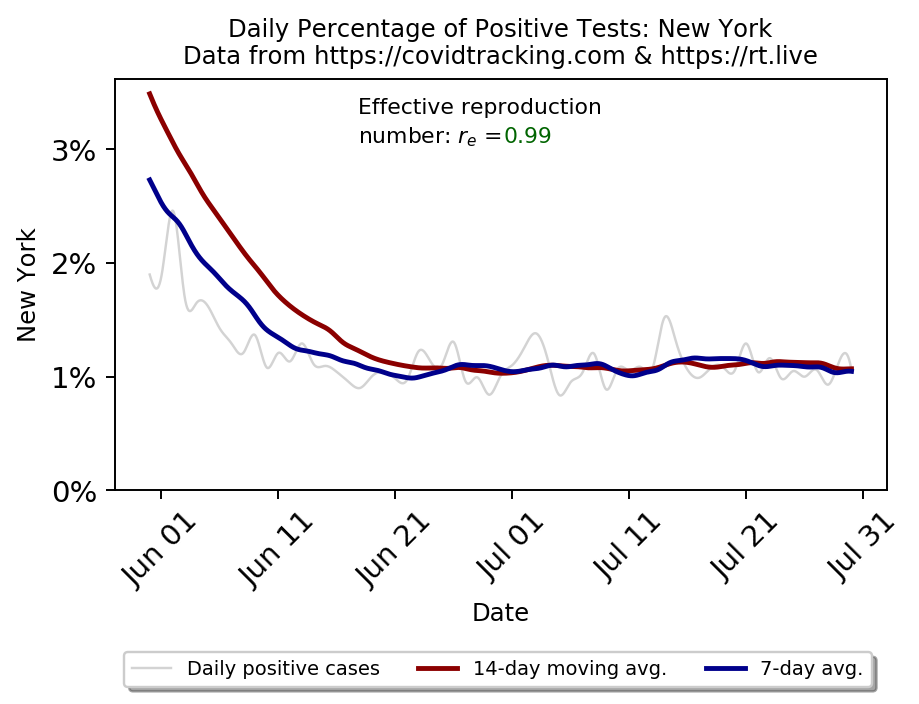 Daily Percentage of Positive Tests: New York
Data from https://covidtracking.com & https://rt.live
Effective reproduction
number: rₑ =0.99
3%
2%
1%
0%
New York
Jun 01
Jun 11
Jun 21
Jul 01
Jul 11
Jul 21
Jul 31
Date
Daily positive cases
14-day moving avg.
7-day avg.